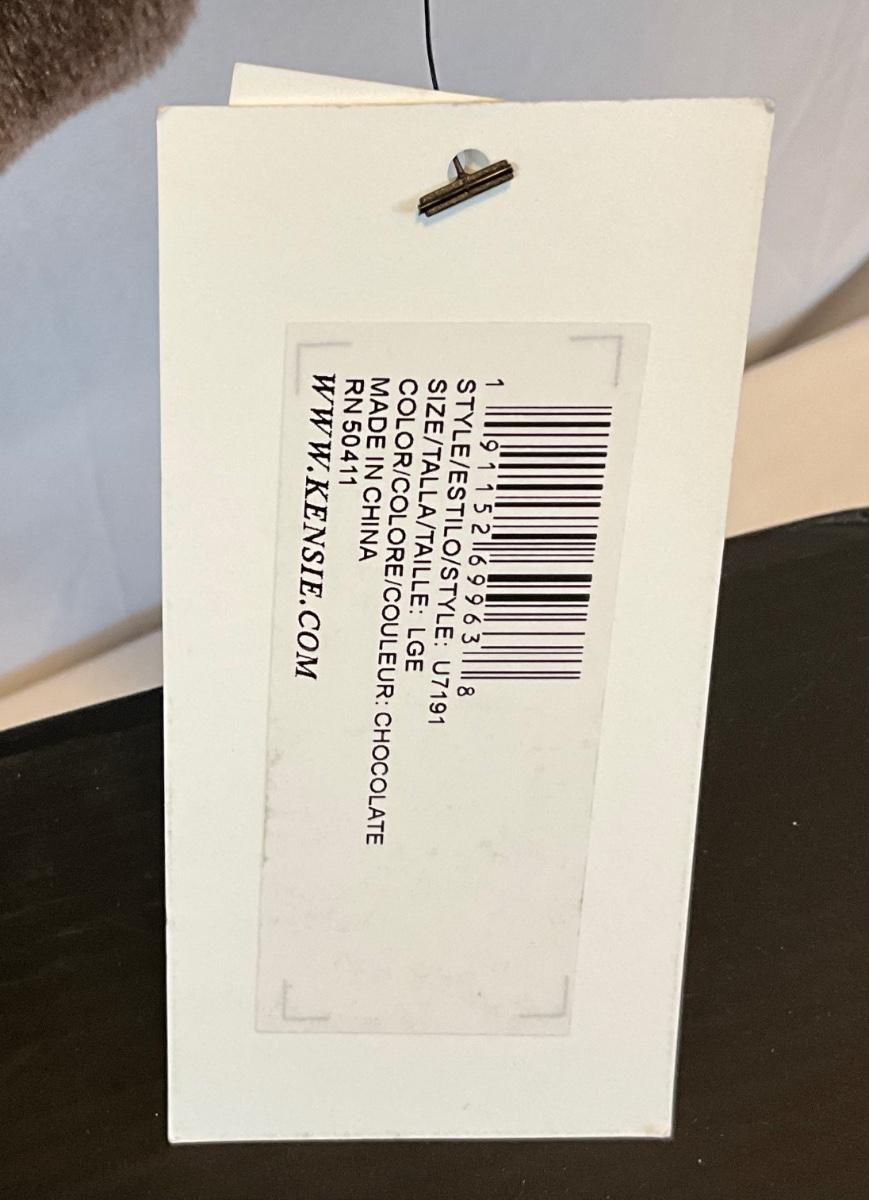 1 91152 69963 8
STYLE/ESTILO/STYLE: U7191
SIZE/TALLA/TAILLE: LGE
COLOR/COLORE/COULEUR: CHOCOLATE
MADE IN CHINA
RN 50411
WWW.KENSIE.COM